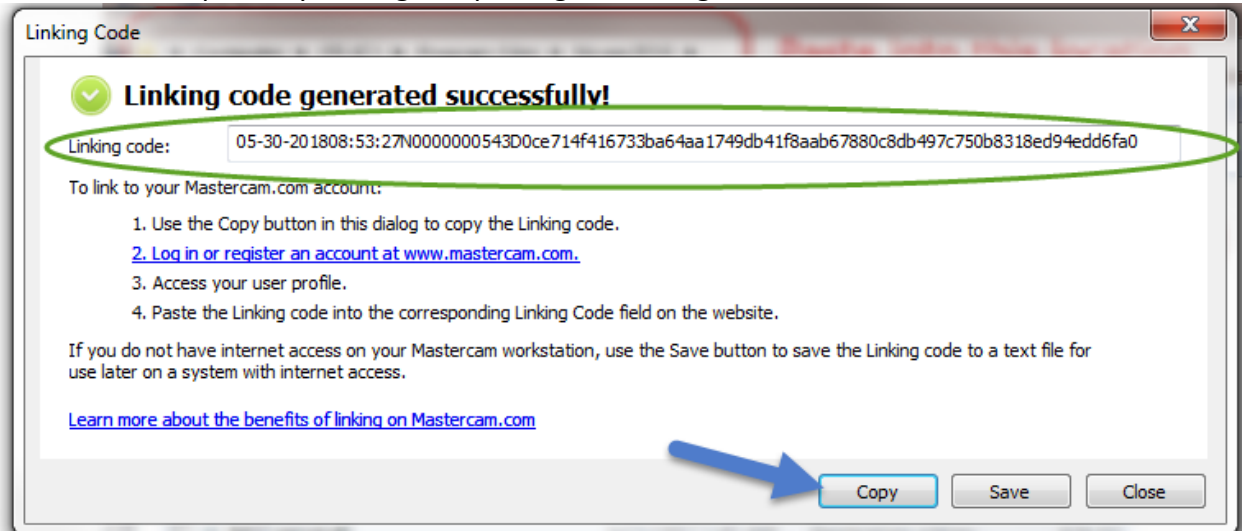 Linking Code
Linking code generated successfully!
Linking code: 05-30-201808:53:27N0000000543D0ce714f416733ba64aa1749db41f8aab67880c8db497c750b8318ed94edd6fa0
To link to your Mastercam.com account:
1. Use the Copy button in this dialog to copy the Linking code.
2. Log in or register an account at www.mastercam.com.
3. Access your user profile.
4. Paste the Linking code into the corresponding Linking Code field on the website.
If you do not have internet access on your Mastercam workstation, use the Save button to save the Linking code to a text file for
use later on a system with internet access.
Learn more about the benefits of linking on Mastercam.com
Copy Save Close